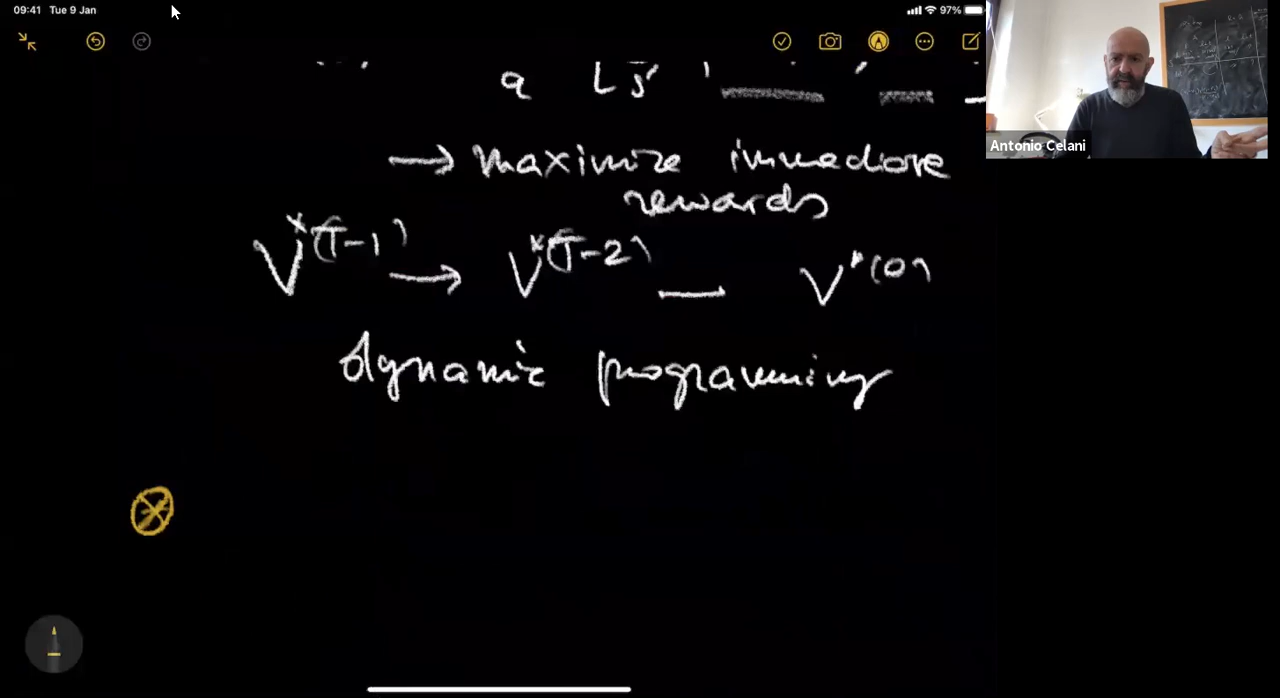 09:41 Tue 9 Jan
97%
Antonio Celani
a
→ maximize immediate
rewards
V*(T-1) → V*(T-2) — V*(0)
dynamic programming